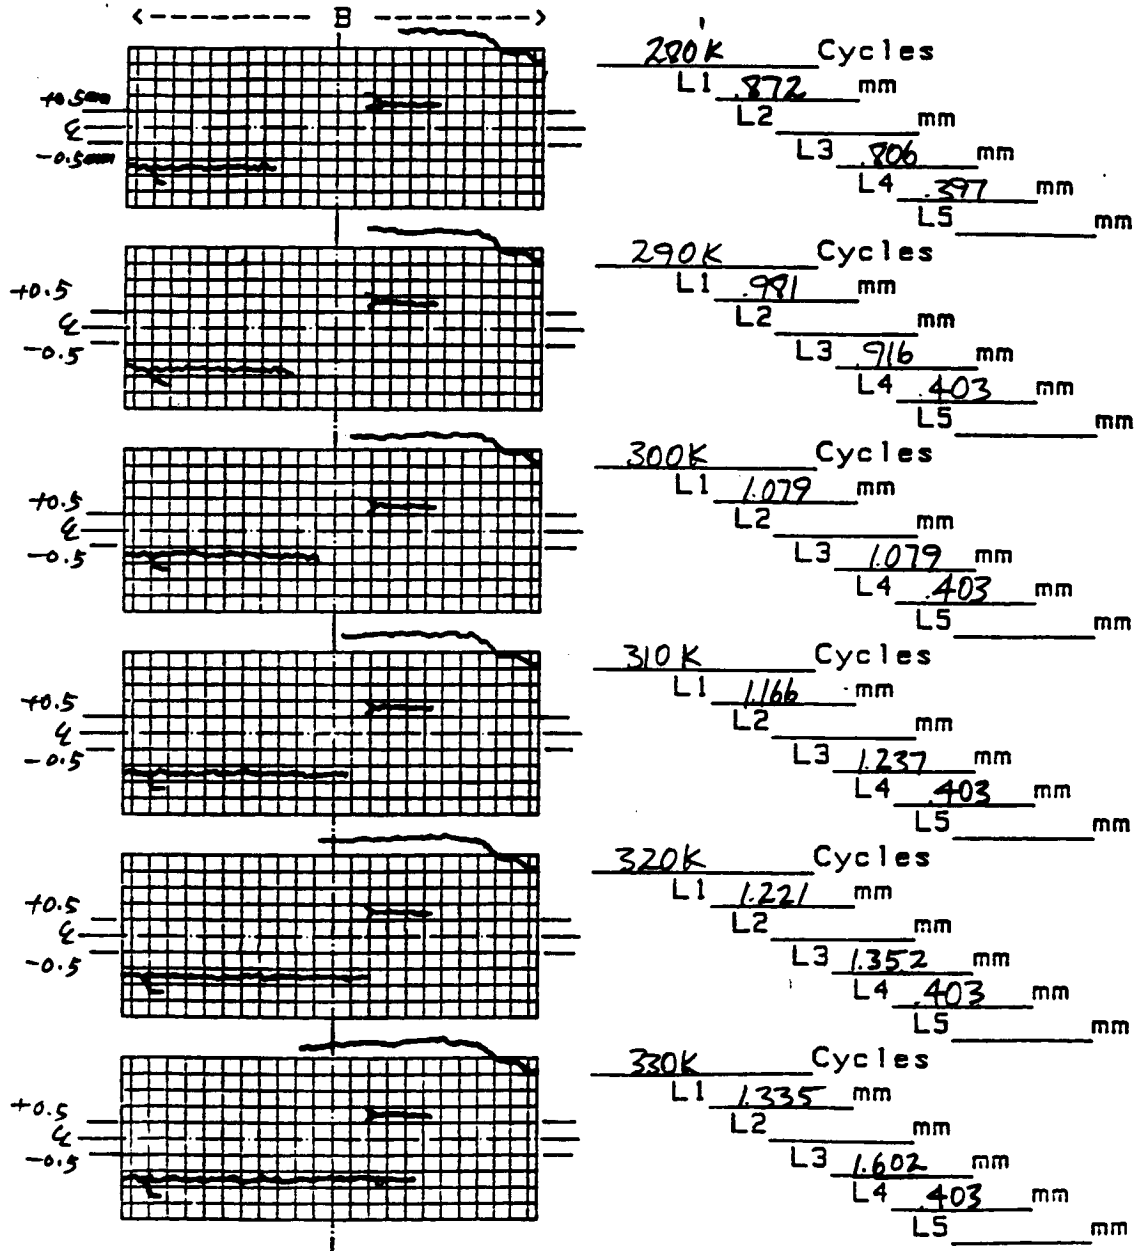 B
280K Cycles
L1 .872 mm
+0.5mm
L2 mm
℄
L3 .806 mm
-0.5mm
L4 .397 mm
L5 mm
290K Cycles
L1 .981 mm
+0.5
L2 mm
℄
L3 .916 mm
-0.5
L4 .403 mm
L5 mm
300K Cycles
L1 1.079 mm
+0.5
L2 mm
℄
L3 1.079 mm
-0.5
L4 .403 mm
L5 mm
310K Cycles
L1 1.166 mm
+0.5
L2 mm
℄
L3 1.237 mm
-0.5
L4 .403 mm
L5 mm
320K Cycles
L1 1.221 mm
+0.5
L2 mm
℄
L3 1.352 mm
-0.5
L4 .403 mm
L5 mm
330K Cycles
L1 1.335 mm
+0.5
L2 mm
℄
L3 1.602 mm
-0.5
L4 .403 mm
L5 mm